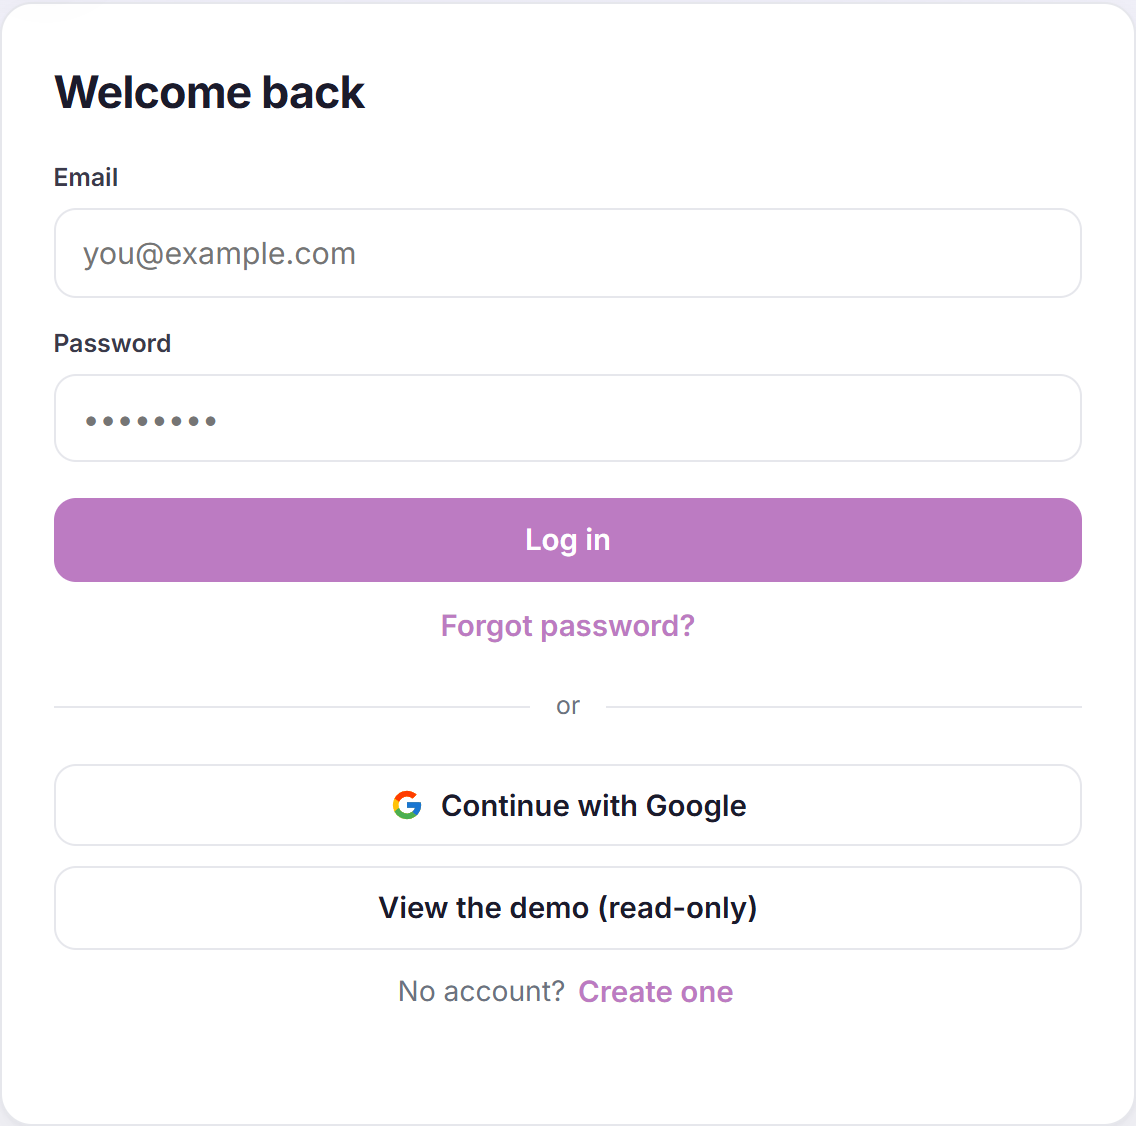 Welcome back
Email
you@example.com
Password
••••••••
Log in
Forgot password?
or
Continue with Google
View the demo (read-only)
No account? Create one